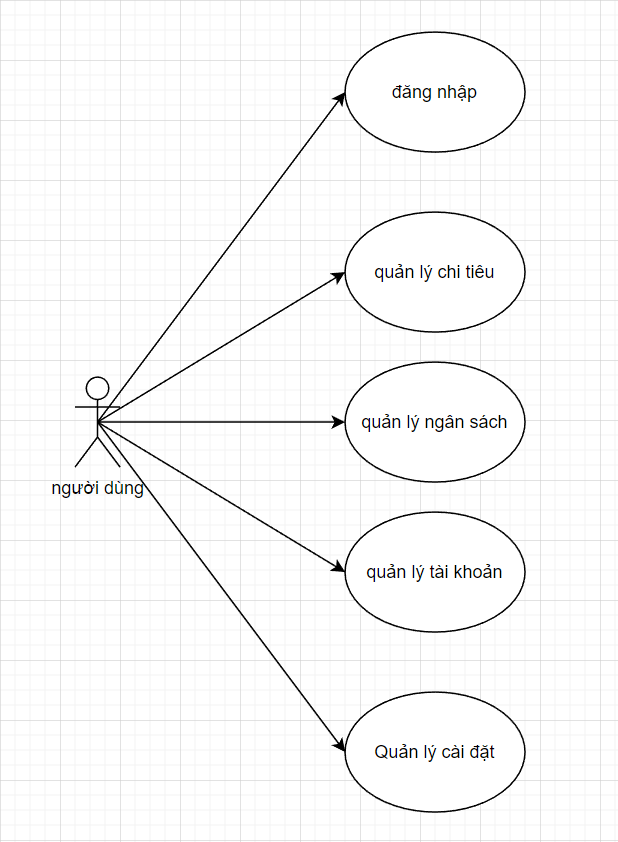 đăng nhập
quản lý chi tiêu
quản lý ngân sách
người dùng
quản lý tài khoản
Quản lý cài đặt